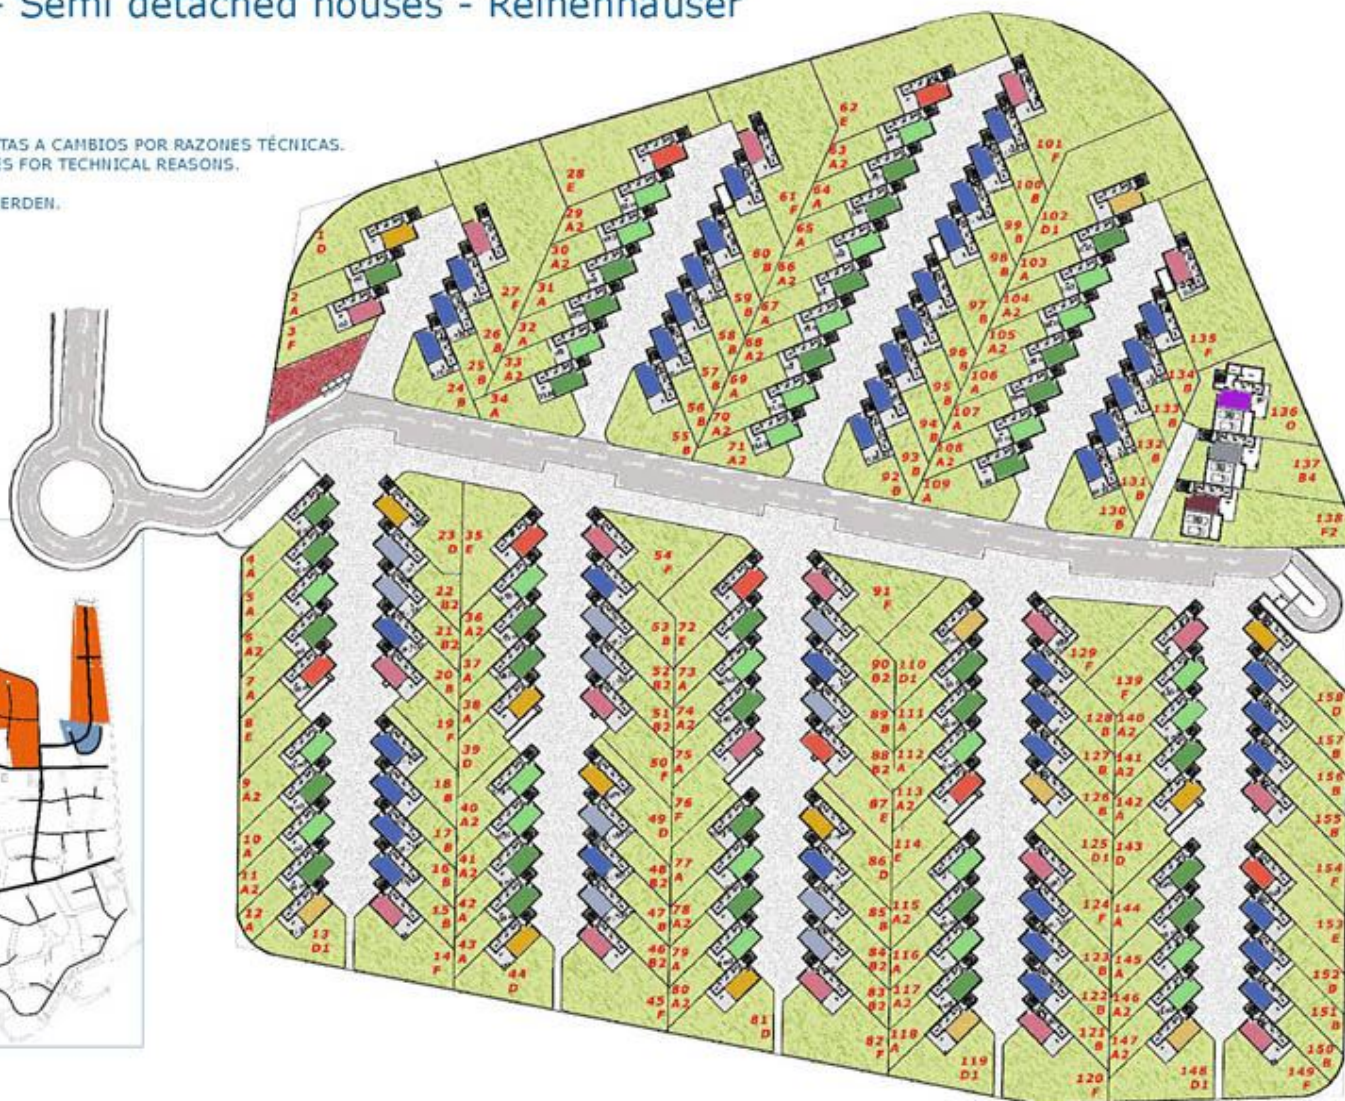 - Semi detached houses - Reihenhäuser
TAS A CAMBIOS POR RAZONES TÉCNICAS.
ES FOR TECHNICAL REASONS.
ERDEN.
1
D
2
A
3
F
4
A
5
A
6
A2
7
A
8
E
9
A2
10
A
11
A2
12
A
13
D1
14
F
15
B
16
B
17
B
18
B
19
F
20
B
21
B2
22
B2
23
D
24
B
25
B
26
B
27
F
28
E
29
A2
30
A2
31
A
32
A
33
A2
34
A
35
E
36
A2
37
A
38
A
39
D
40
A2
41
A2
42
A
43
A
44
D
45
F
46
B2
47
B
48
B2
49
D
50
F
51
B2
52
B2
53
B
54
F
55
B
56
B
57
B
58
B
59
B
60
B
61
F
62
E
63
A2
64
A
65
A
66
A2
67
A
68
A2
69
A
70
A2
71
A2
72
E
73
A
74
A2
75
A
76
F
77
A
78
A2
79
A
80
A2
81
D
82
F
83
B2
84
B2
85
B
86
D
87
E
88
B2
89
B
90
B2
91
F
92
B
93
B
94
B
95
B
96
B
97
B
98
B
99
B
100
B
101
F
102
D1
103
A
104
A2
105
A2
106
A
107
A
108
A2
109
A
110
D1
111
A
112
A
113
A2
114
E
115
A2
116
A
117
A2
118
A
119
D1
120
F
121
B
122
B
123
B
124
F
125
D1
126
B
127
B
128
B
129
F
130
B
131
B
132
B
133
B
134
B
135
F
136
O
137
B4
138
F2
139
F
140
A2
141
A2
142
A
143
D
144
A
145
A
146
A2
147
A2
148
D1
149
F
150
B
151
B
152
B
153
E
154
F
155
B
156
B
157
B
158
D